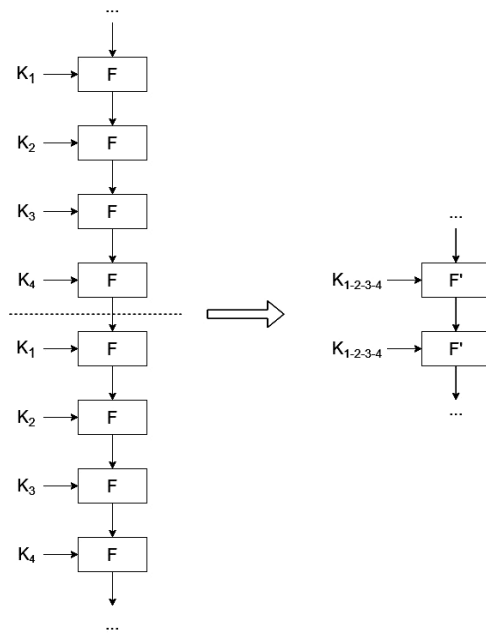 ...
K₁ F
K₂ F
K₃ F
K₄ F
K₁ F
K₂ F
K₃ F
K₄ F
...
...
K₁₋₂₋₃₋₄ F'
K₁₋₂₋₃₋₄ F'
...